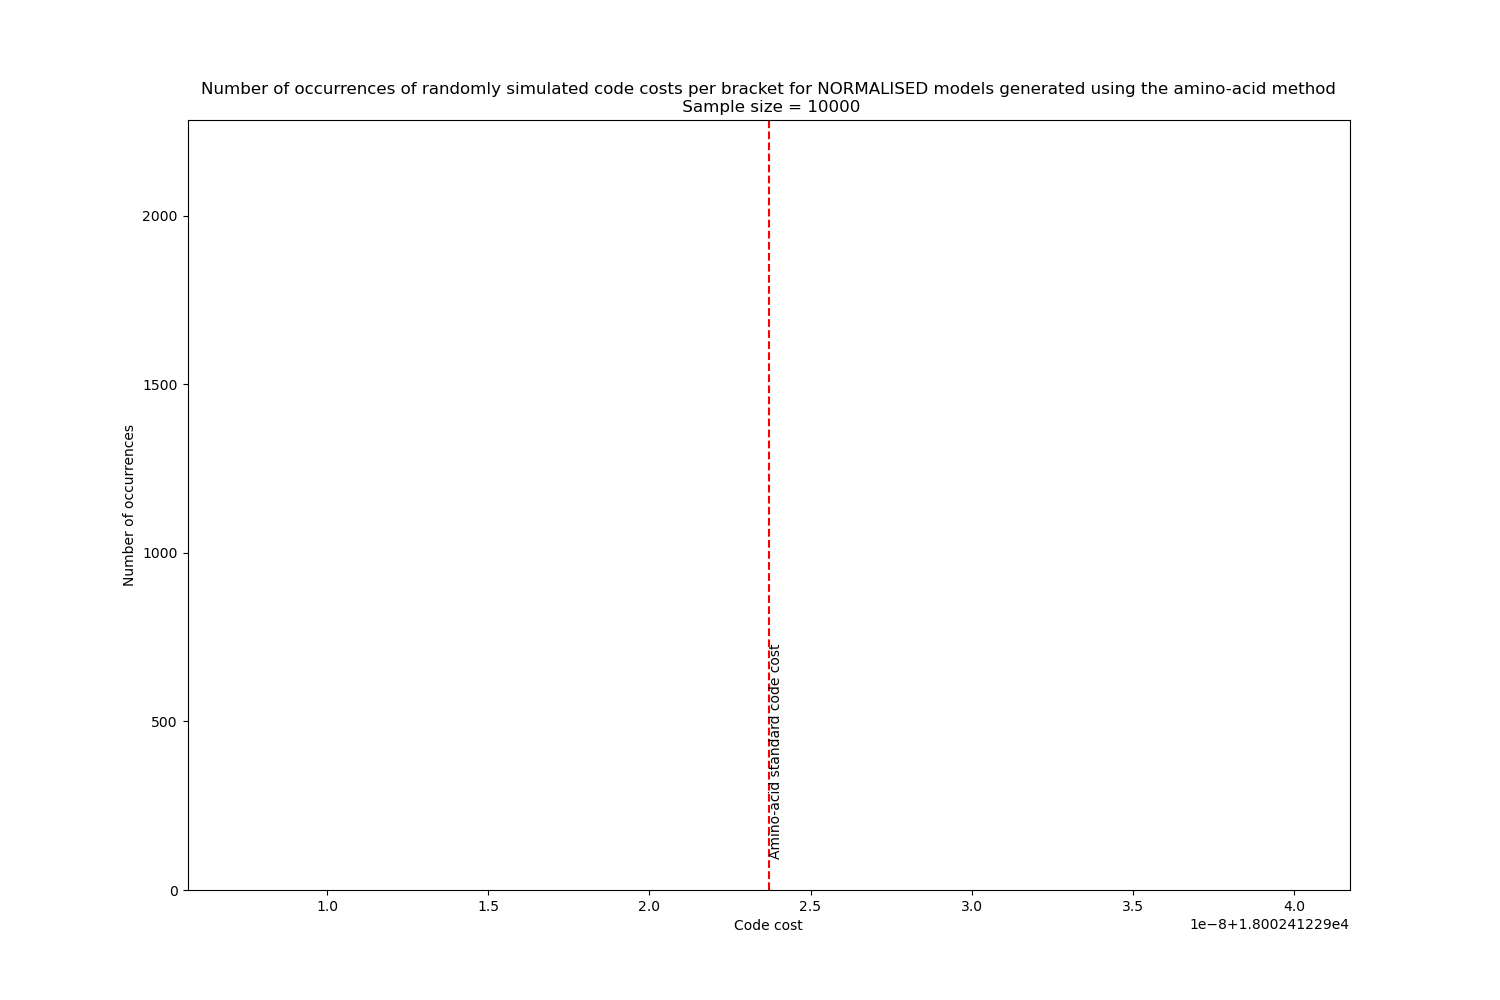 Number of occurrences of randomly simulated code costs per bracket for NORMALISED models generated using the amino-acid method
Sample size = 10000
2000
1500
1000
500
0
Number of occurrences
Amino-acid standard code cost
1.0
1.5
2.0
2.5
3.0
3.5
4.0
Code cost
1e−8+1.800241229e4